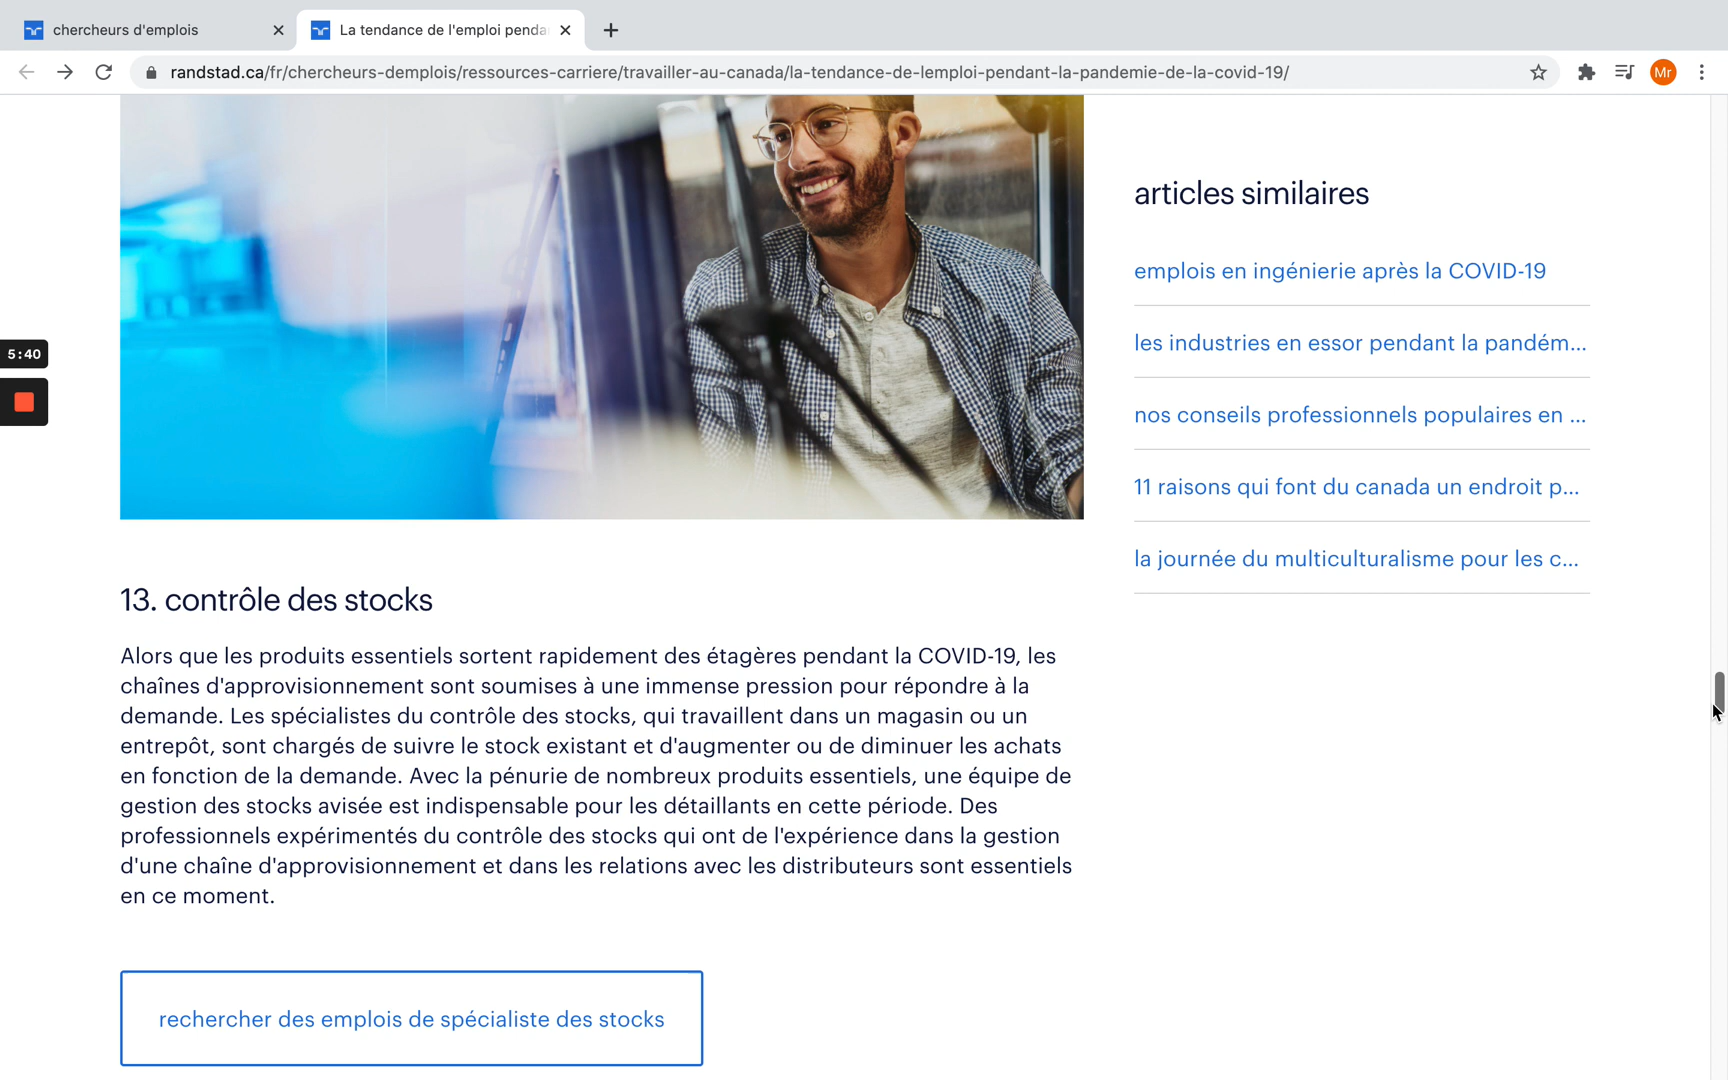 chercheurs d'emplois
La tendance de l'emploi penda
randstad.ca/fr/chercheurs-demplois/ressources-carriere/travailler-au-canada/la-tendance-de-lemploi-pendant-la-pandemie-de-la-covid-19/
Mr
articles similaires
emplois en ingénierie après la COVID-19
les industries en essor pendant la pandém...
nos conseils professionnels populaires en ...
11 raisons qui font du canada un endroit p...
la journée du multiculturalisme pour les c...
5:40
13. contrôle des stocks
Alors que les produits essentiels sortent rapidement des étagères pendant la COVID-19, les
chaînes d'approvisionnement sont soumises à une immense pression pour répondre à la
demande. Les spécialistes du contrôle des stocks, qui travaillent dans un magasin ou un
entrepôt, sont chargés de suivre le stock existant et d'augmenter ou de diminuer les achats
en fonction de la demande. Avec la pénurie de nombreux produits essentiels, une équipe de
gestion des stocks avisée est indispensable pour les détaillants en cette période. Des
professionnels expérimentés du contrôle des stocks qui ont de l'expérience dans la gestion
d'une chaîne d'approvisionnement et dans les relations avec les distributeurs sont essentiels
en ce moment.
rechercher des emplois de spécialiste des stocks